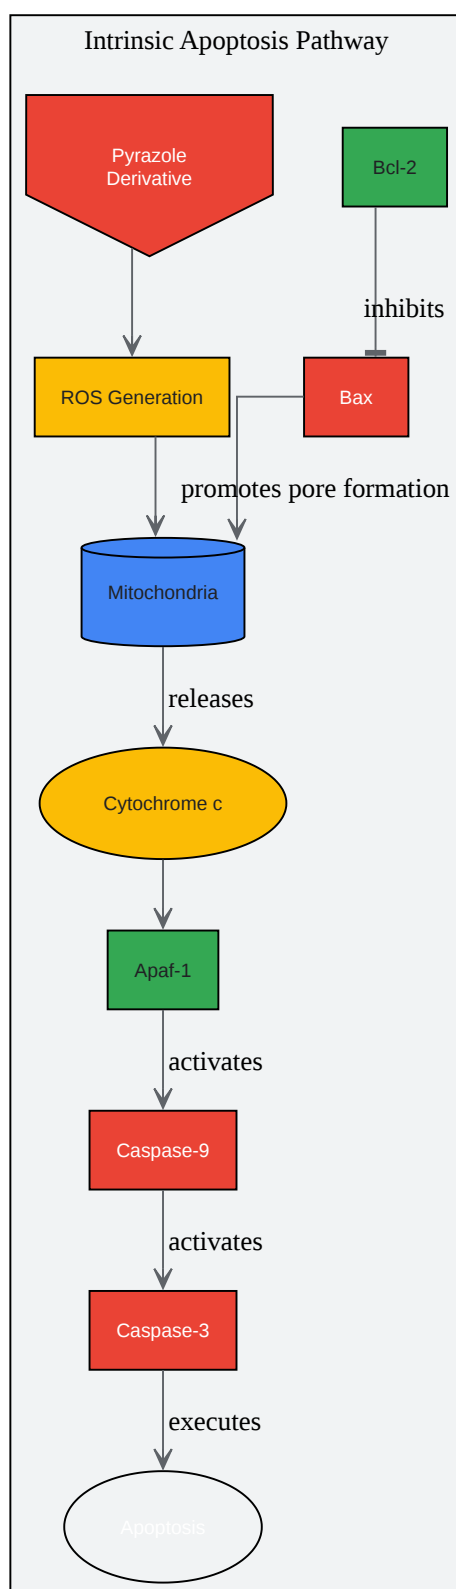 Intrinsic Apoptosis Pathway
Pyrazole
Derivative
Bcl-2
inhibits
ROS Generation
Bax
promotes pore formation
Mitochondria
releases
Cytochrome c
Apaf-1
activates
Caspase-9
activates
Caspase-3
executes
Apoptosis